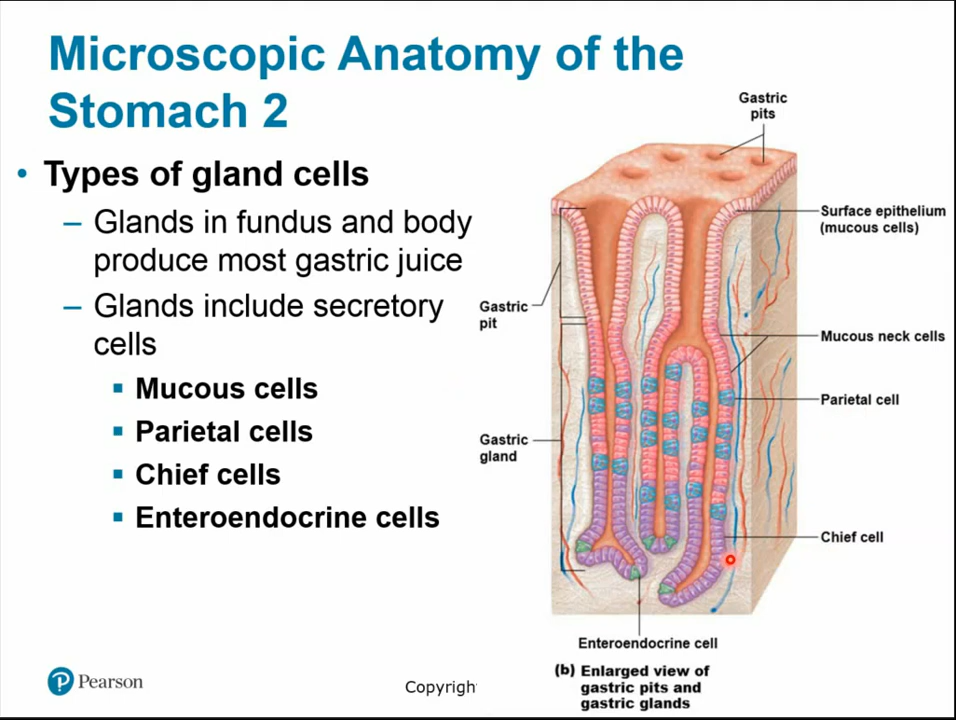 Microscopic Anatomy of the
Stomach 2
• Types of gland cells
– Glands in fundus and body
produce most gastric juice
– Glands include secretory
cells
▪ Mucous cells
▪ Parietal cells
▪ Chief cells
▪ Enteroendocrine cells
Gastric
pits
Surface epithelium
(mucous cells)
Gastric
pit
Mucous neck cells
Parietal cell
Gastric
gland
Chief cell
Enteroendocrine cell
(b) Enlarged view of
gastric pits and
gastric glands
P Pearson
Copyrigh